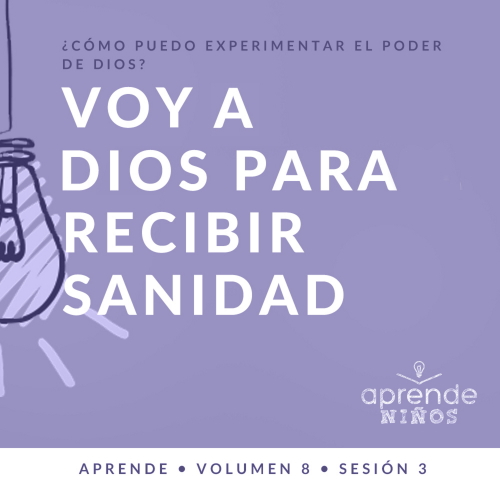 ¿CÓMO PUEDO EXPERIMENTAR EL PODER
DE DIOS?
VOY A
DIOS PARA
RECIBIR
SANIDAD
aprende
NIÑOS
APRENDE • VOLUMEN 8 • SESIÓN 3